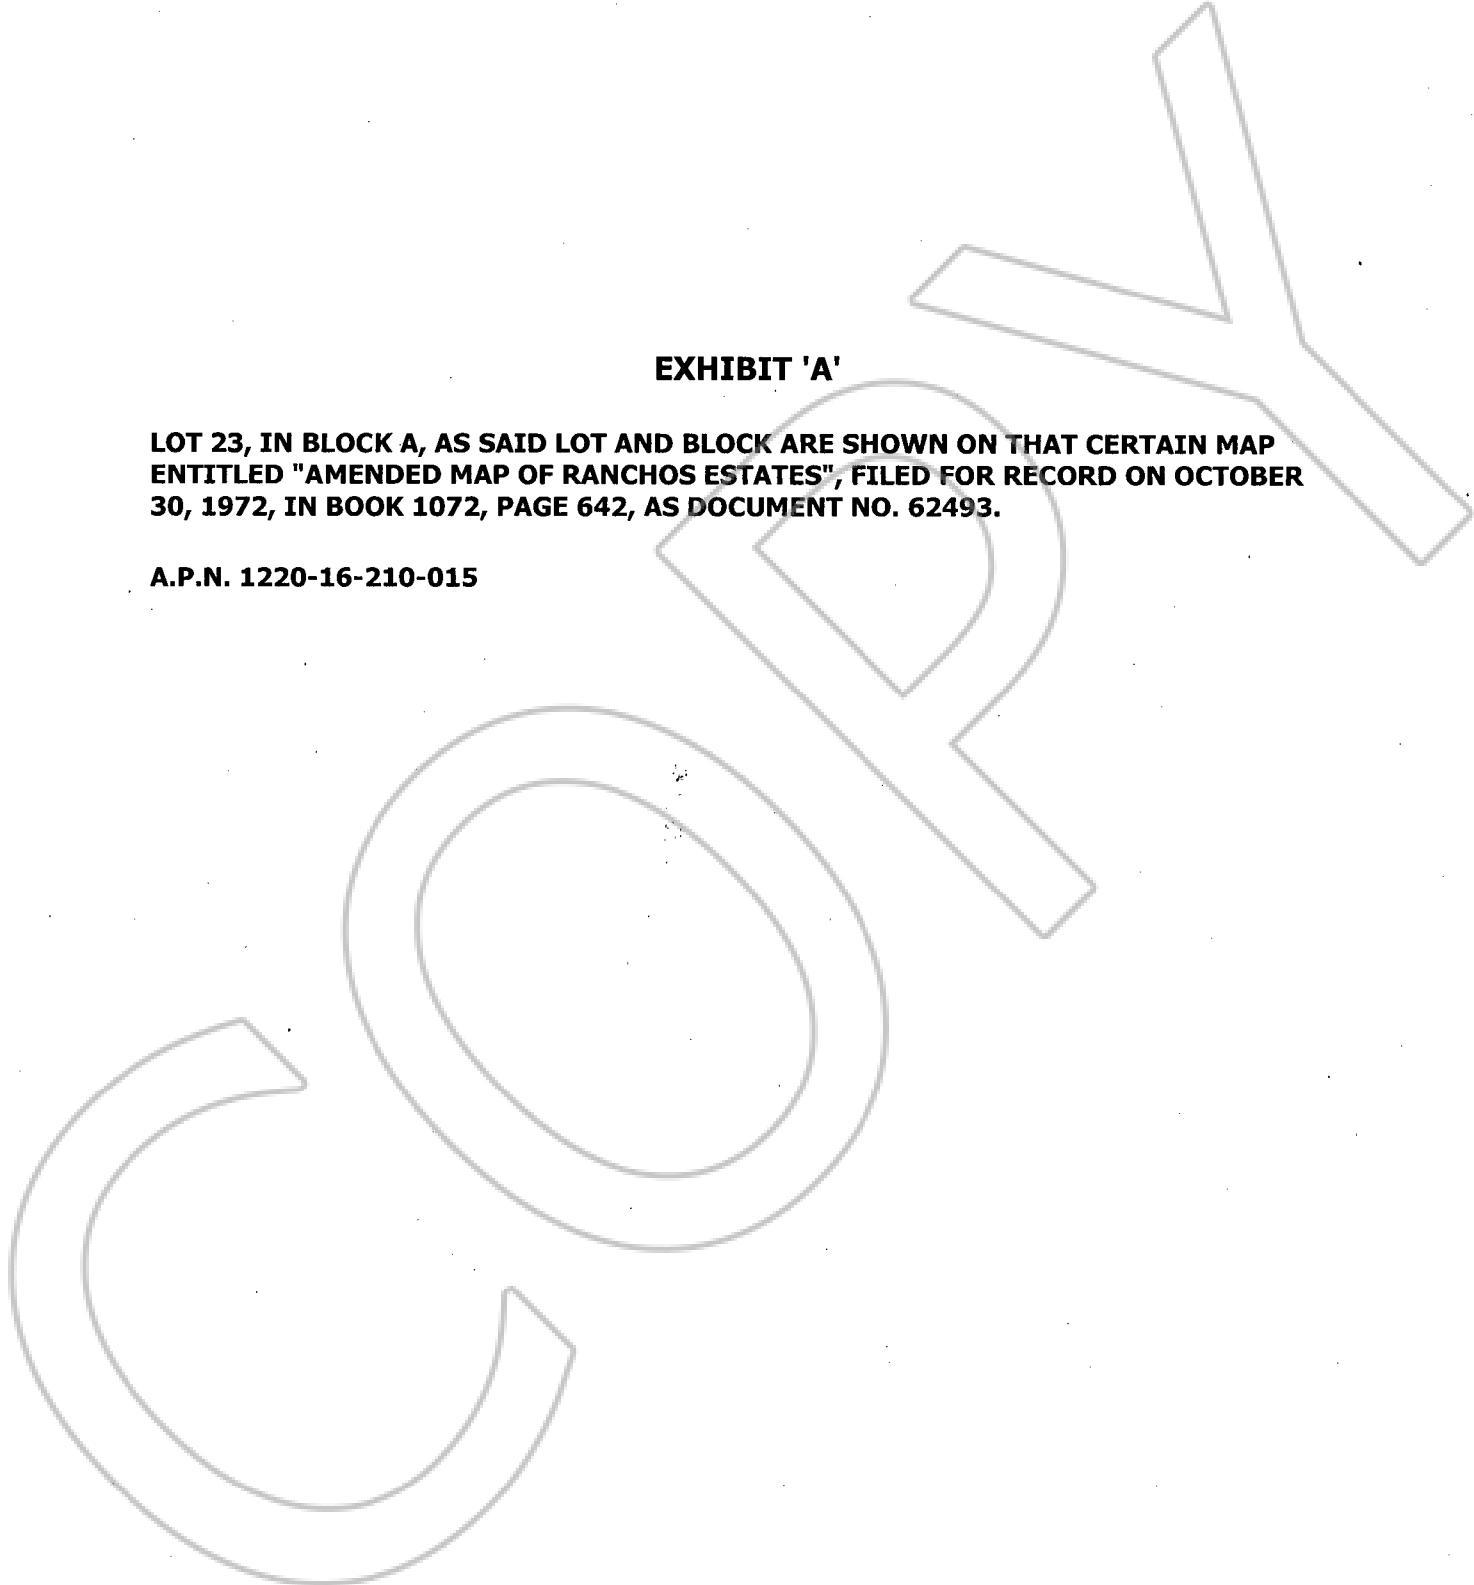 EXHIBIT 'A'
LOT 23, IN BLOCK A, AS SAID LOT AND BLOCK ARE SHOWN ON THAT CERTAIN MAP
ENTITLED "AMENDED MAP OF RANCHOS ESTATES", FILED FOR RECORD ON OCTOBER
30, 1972, IN BOOK 1072, PAGE 642, AS DOCUMENT NO. 62493.
A.P.N. 1220-16-210-015
COPY